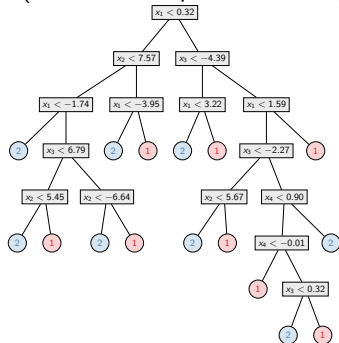 x₁ < 0.32
x₂ < 7.57 x₃ < −4.39
x₁ < −1.74 x₁ < −3.95 x₁ < 3.22 x₁ < 1.59
2 x₃ < 6.79 2 1 2 1 x₃ < −2.27 1
x₂ < 5.45 x₂ < −6.64 x₂ < 5.67 x₄ < 0.90
2 1 2 1 2 1 x₄ < −0.01 2
1 x₃ < 0.32
2 1